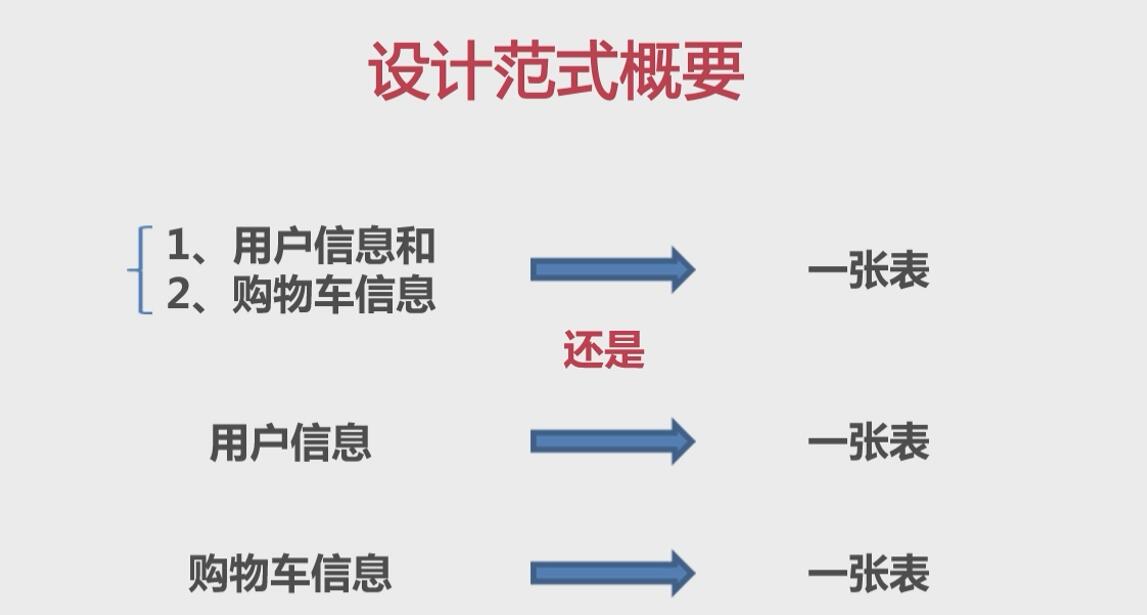 设计范式概要
1、用户信息和
2、购物车信息
一张表
还是
用户信息
一张表
购物车信息
一张表